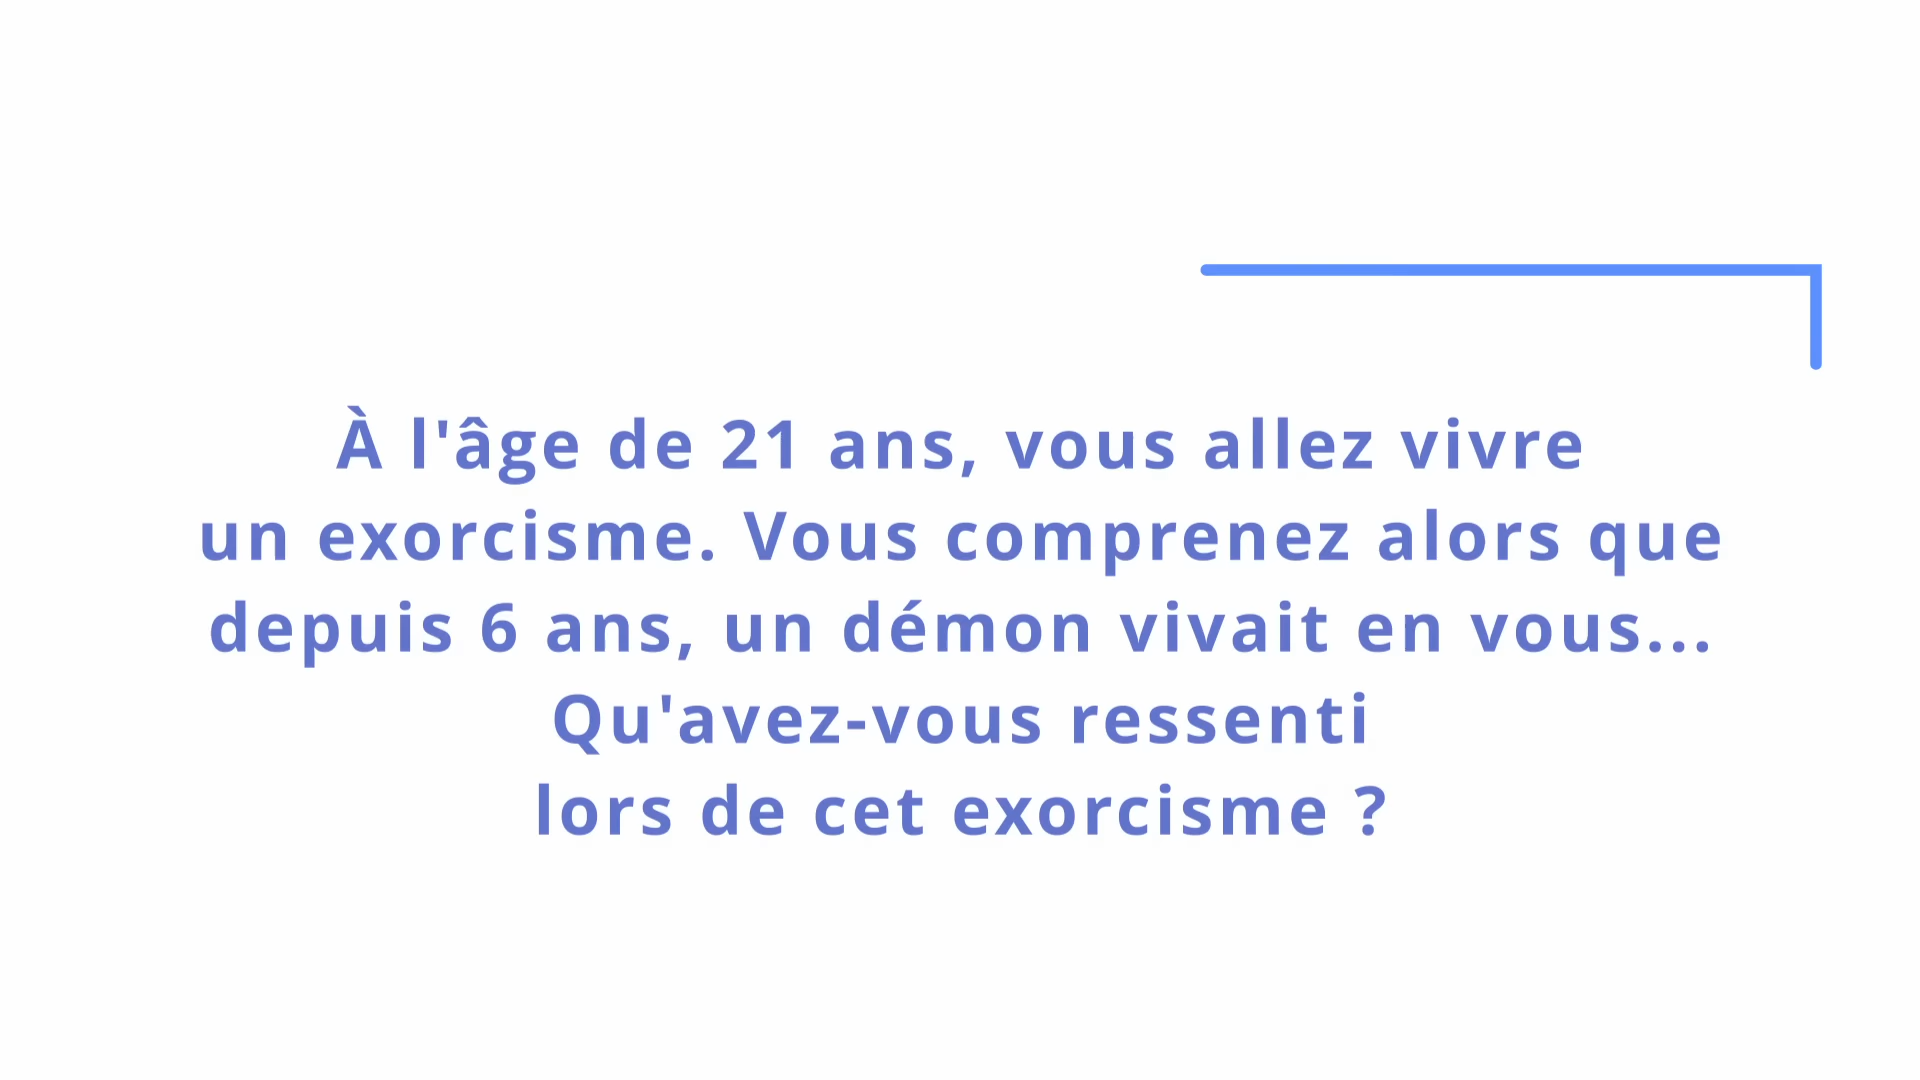 À l'âge de 21 ans, vous allez vivre
un exorcisme. Vous comprenez alors que
depuis 6 ans, un démon vivait en vous...
Qu'avez-vous ressenti
lors de cet exorcisme ?